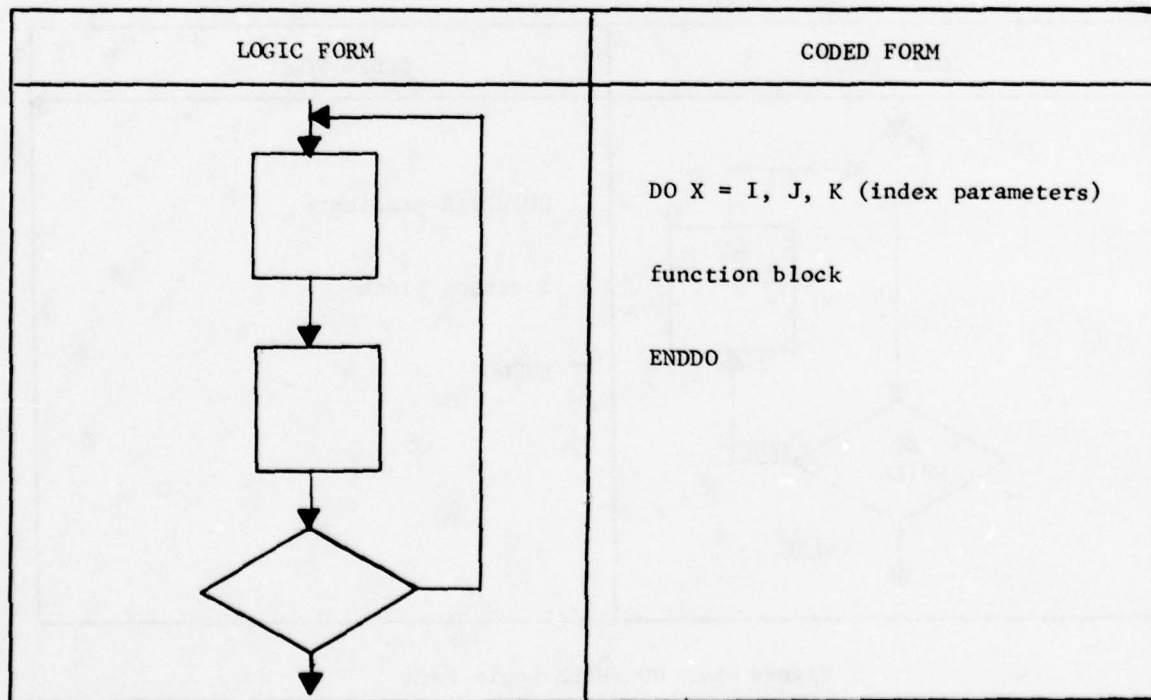 LOGIC FORM
CODED FORM
DO X = I, J, K (index parameters)
function block
ENDDO